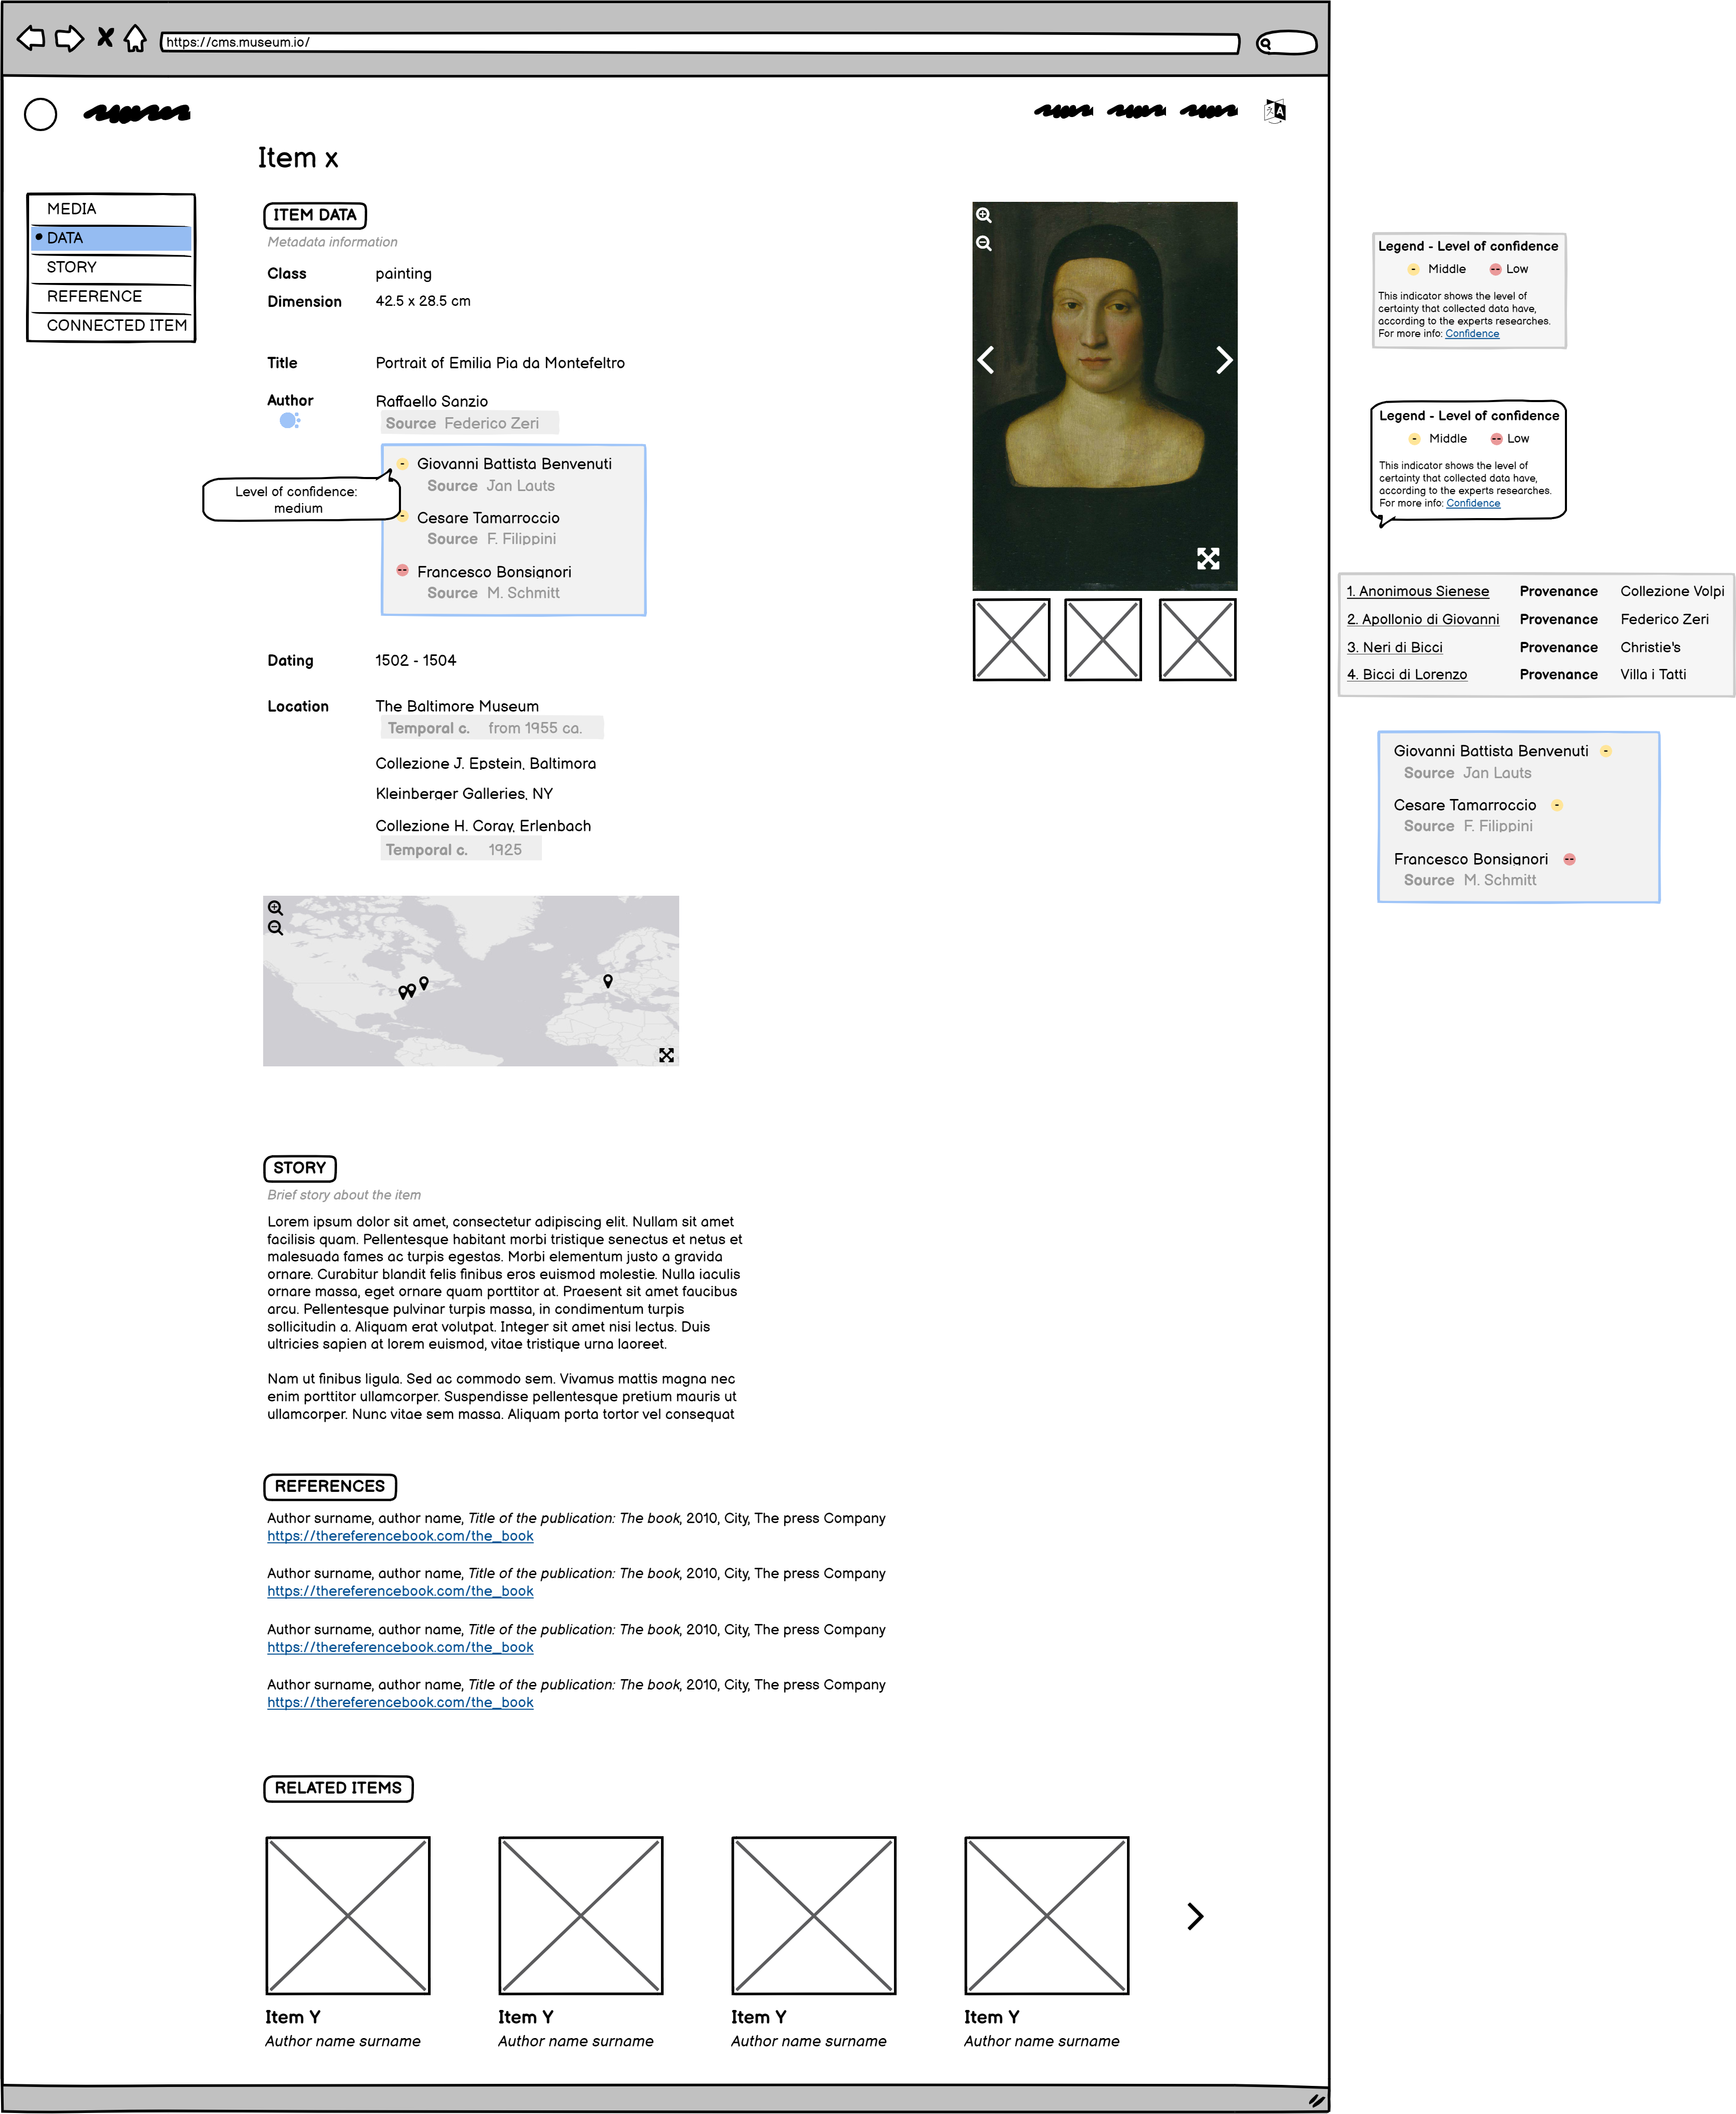 https://cms.museum.io/
Item x
MEDIA
DATA
STORY
REFERENCE
CONNECTED ITEM
ITEM DATA
Metadata information
Class painting
Dimension 42.5 x 28.5 cm
Title Portrait of Emilia Pia da Montefeltro
Author Raffaello Sanzio
Source Federico Zeri
- Giovanni Battista Benvenuti
Source Jan Lauts
Level of confidence:
medium
- Cesare Tamarroccio
Source F. Filippini
-- Francesco Bonsignori
Source M. Schmitt
Dating 1502 - 1504
Location The Baltimore Museum
Temporal c. from 1955 ca.
Collezione J. Epstein, Baltimora
Kleinberger Galleries, NY
Collezione H. Coray, Erlenbach
Temporal c. 1925
STORY
Brief story about the item
Lorem ipsum dolor sit amet, consectetur adipiscing elit. Nullam sit amet
facilisis quam. Pellentesque habitant morbi tristique senectus et netus et
malesuada fames ac turpis egestas. Morbi elementum justo a gravida
ornare. Curabitur blandit felis finibus eros euismod molestie. Nulla iaculis
ornare massa, eget ornare quam porttitor at. Praesent sit amet faucibus
arcu. Pellentesque pulvinar turpis massa, in condimentum turpis
sollicitudin a. Aliquam erat volutpat. Integer sit amet nisi lectus. Duis
ultricies sapien at lorem euismod, vitae tristique urna laoreet.
Nam ut finibus ligula. Sed ac commodo sem. Vivamus mattis magna nec
enim porttitor ullamcorper. Suspendisse pellentesque pretium mauris ut
ullamcorper. Nunc vitae sem massa. Aliquam porta tortor vel consequat
REFERENCES
Author surname, author name, Title of the publication: The book, 2010, City, The press Company
https://thereferencebook.com/the_book
Author surname, author name, Title of the publication: The book, 2010, City, The press Company
https://thereferencebook.com/the_book
Author surname, author name, Title of the publication: The book, 2010, City, The press Company
https://thereferencebook.com/the_book
Author surname, author name, Title of the publication: The book, 2010, City, The press Company
https://thereferencebook.com/the_book
RELATED ITEMS
Item Y Item Y Item Y Item Y
Author name surname Author name surname Author name surname Author name surname
Legend - Level of confidence
- Middle -- Low
This indicator shows the level of
certainty that collected data have,
according to the experts researches.
For more info: Confidence
Legend - Level of confidence
- Middle -- Low
This indicator shows the level of
certainty that collected data have,
according to the experts researches.
For more info: Confidence
1. Anonimous Sienese Provenance Collezione Volpi
2. Apollonio di Giovanni Provenance Federico Zeri
3. Neri di Bicci Provenance Christie's
4. Bicci di Lorenzo Provenance Villa i Tatti
Giovanni Battista Benvenuti -
Source Jan Lauts
Cesare Tamarroccio -
Source F. Filippini
Francesco Bonsignori --
Source M. Schmitt